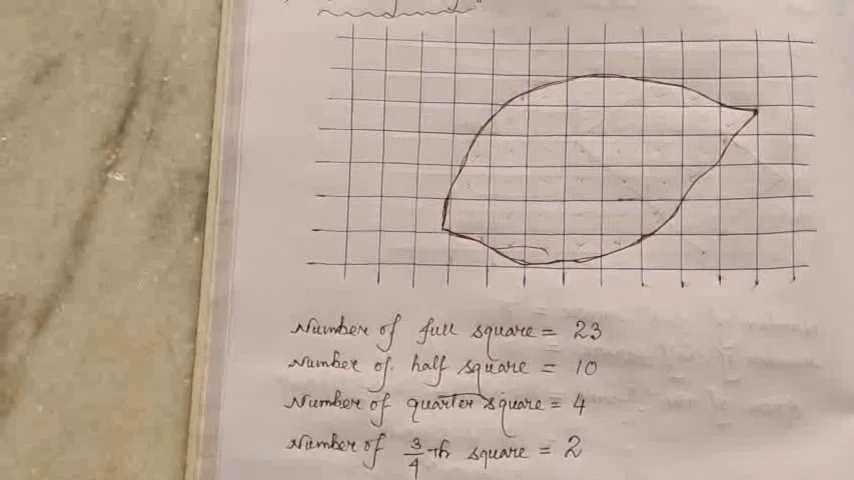 Number of full square = 23
Number of half square = 10
Number of quarter square = 4
Number of 3/4 th square = 2